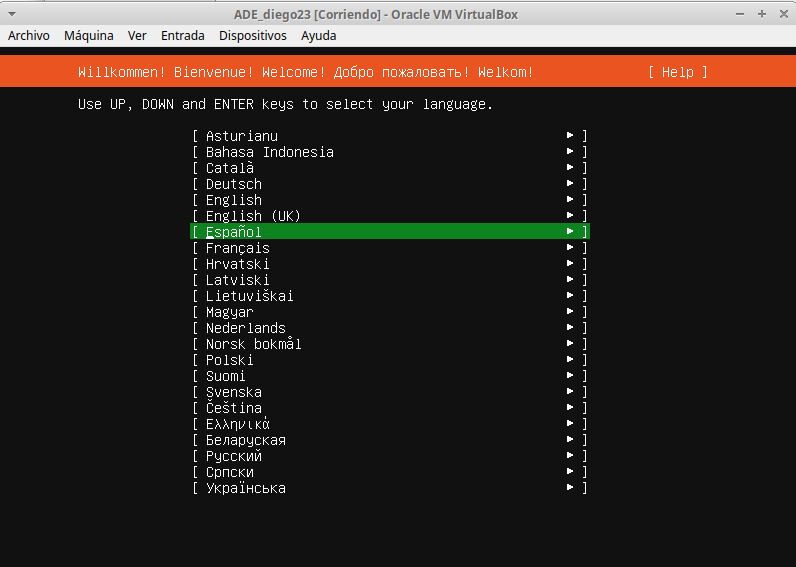 ADE_diego23 [Corriendo] - Oracle VM VirtualBox
Archivo Máquina Ver Entrada Dispositivos Ayuda
Willkommen! Bienvenue! Welcome! Добро пожаловать! Welkom! [ Help ]
Use UP, DOWN and ENTER keys to select your language.
[ Asturianu ► ]
[ Bahasa Indonesia ► ]
[ Català ► ]
[ Deutsch ► ]
[ English ► ]
[ English (UK) ► ]
[ Español ► ]
[ Français ► ]
[ Hrvatski ► ]
[ Latviski ► ]
[ Lietuviškai ► ]
[ Magyar ► ]
[ Nederlands ► ]
[ Norsk bokmål ► ]
[ Polski ► ]
[ Suomi ► ]
[ Svenska ► ]
[ Čeština ► ]
[ Ελληνικά ► ]
[ Беларуская ► ]
[ Русский ► ]
[ Српски ► ]
[ Українська ► ]